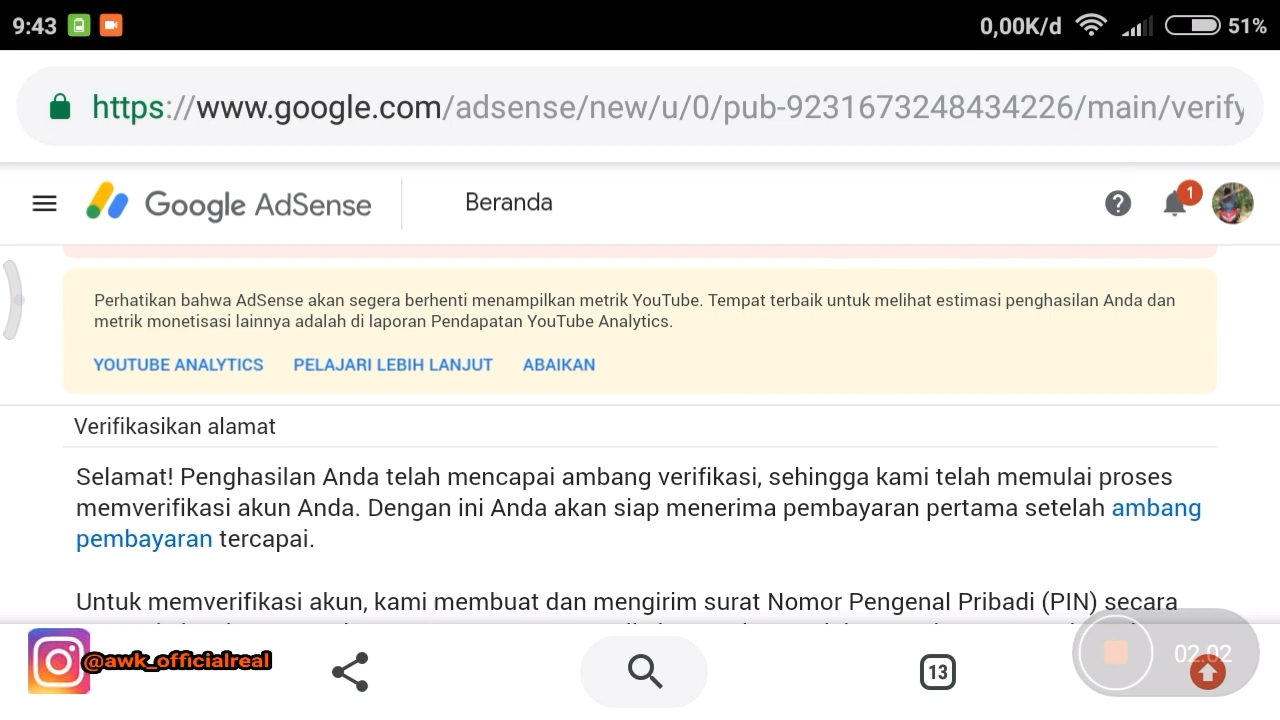 9:43
0,00K/d
51%
https://www.google.com/adsense/new/u/0/pub-9231673248434226/main/verify
Google AdSense
Beranda
1
Perhatikan bahwa AdSense akan segera berhenti menampilkan metrik YouTube. Tempat terbaik untuk melihat estimasi penghasilan Anda dan
metrik monetisasi lainnya adalah di laporan Pendapatan YouTube Analytics.
YOUTUBE ANALYTICS PELAJARI LEBIH LANJUT ABAIKAN
Verifikasikan alamat
Selamat! Penghasilan Anda telah mencapai ambang verifikasi, sehingga kami telah memulai proses
memverifikasi akun Anda. Dengan ini Anda akan siap menerima pembayaran pertama setelah ambang
pembayaran tercapai.
Untuk memverifikasi akun, kami membuat dan mengirim surat Nomor Pengenal Pribadi (PIN) secara
@awk_officialreal
13
02:02